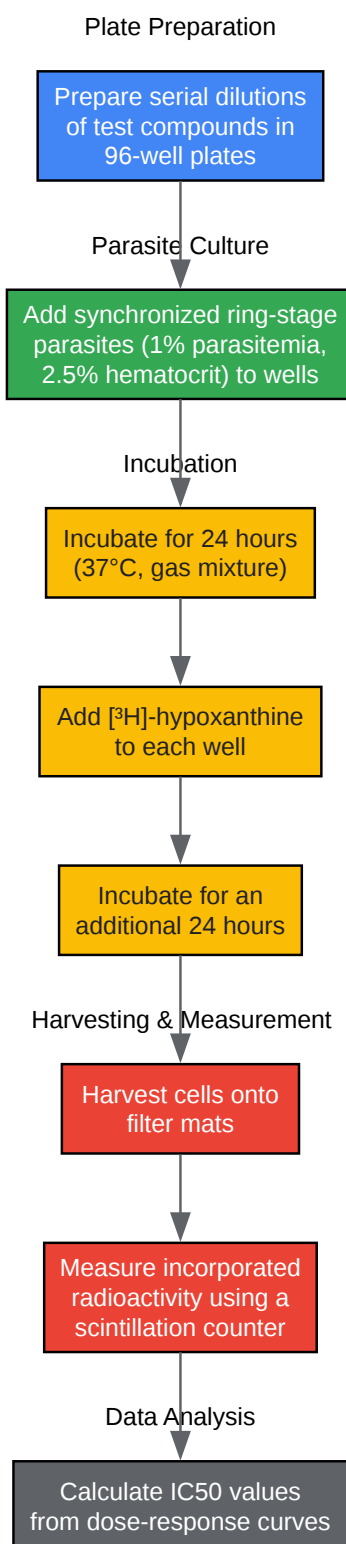 Plate Preparation
Prepare serial dilutions
of test compounds in
96-well plates
Parasite Culture
Add synchronized ring-stage
parasites (1% parasitemia,
2.5% hematocrit) to wells
Incubation
Incubate for 24 hours
(37°C, gas mixture)
Add [³H]-hypoxanthine
to each well
Incubate for an
additional 24 hours
Harvesting & Measurement
Harvest cells onto
filter mats
Measure incorporated
radioactivity using a
scintillation counter
Data Analysis
Calculate IC50 values
from dose-response curves